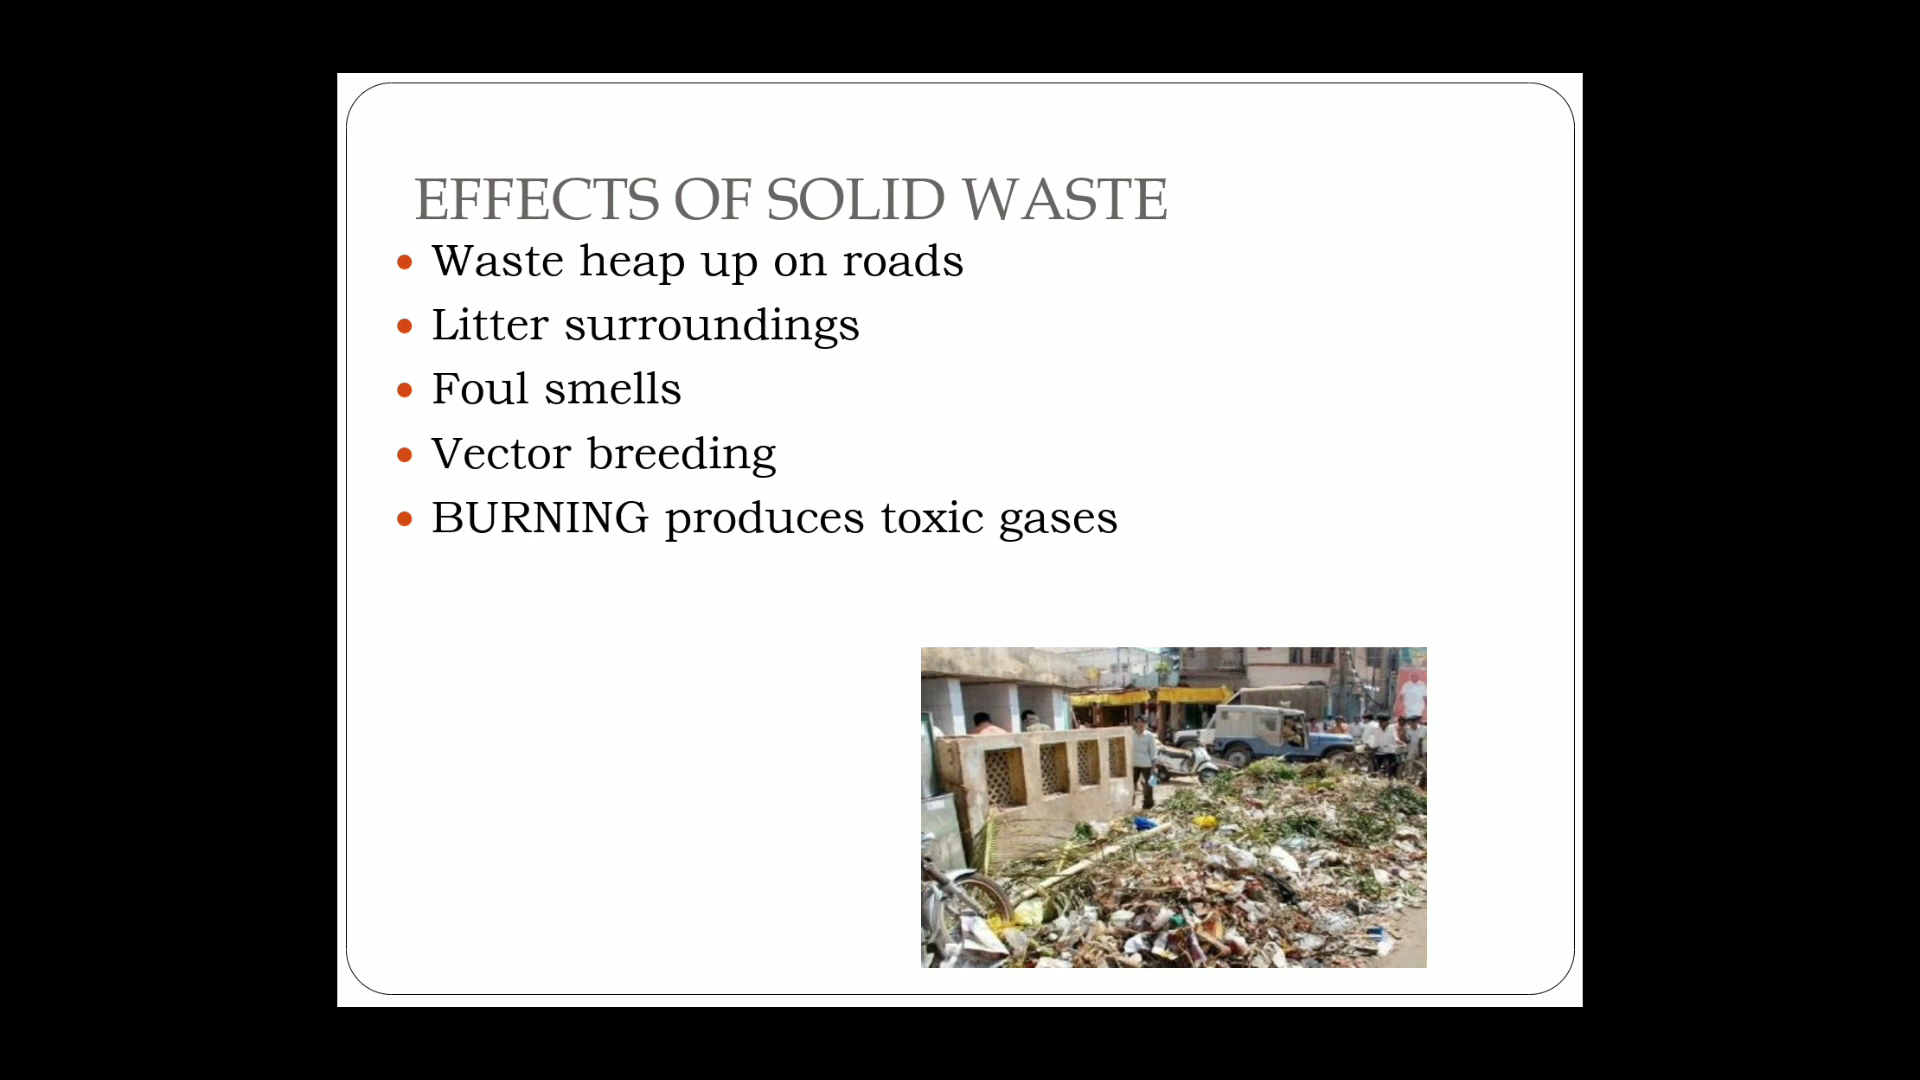 EFFECTS OF SOLID WASTE
Waste heap up on roads
Litter surroundings
Foul smells
Vector breeding
BURNING produces toxic gases